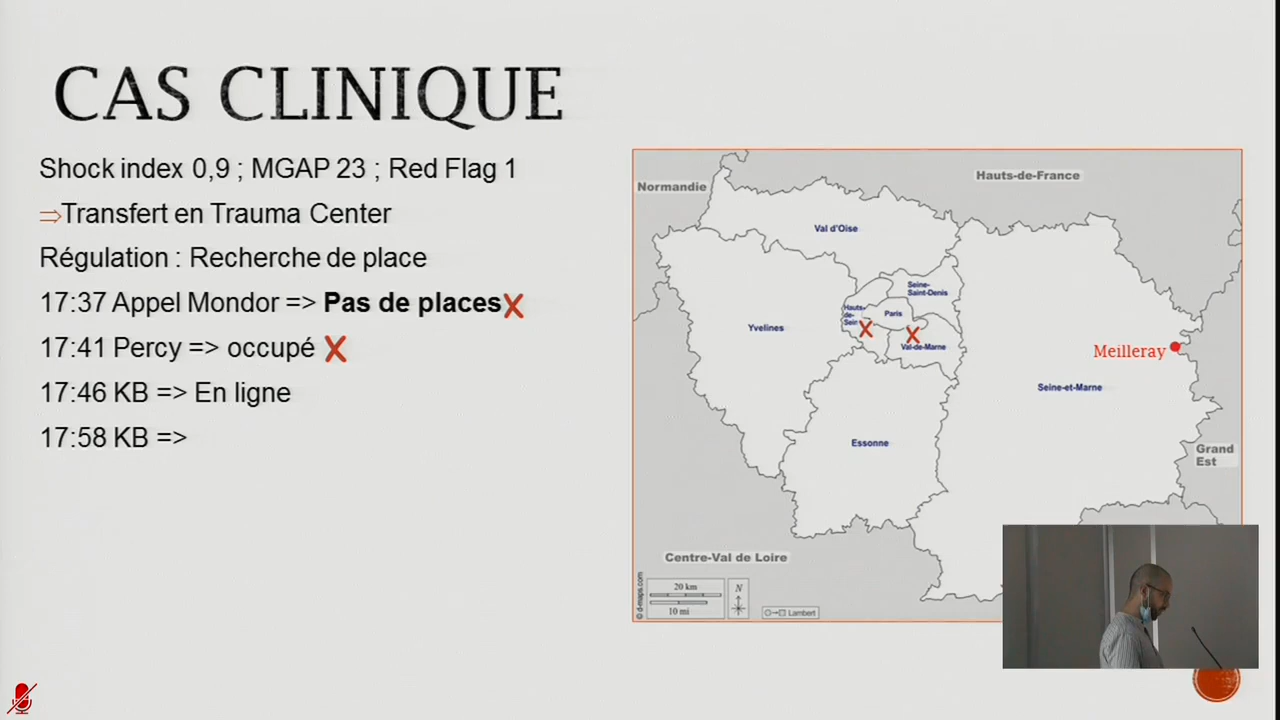 CAS CLINIQUE
Shock index 0,9 ; MGAP 23 ; Red Flag 1
⇒Transfert en Trauma Center
Régulation : Recherche de place
17:37 Appel Mondor => Pas de places
17:41 Percy => occupé
17:46 KB => En ligne
17:58 KB =>
Normandie
Hauts-de-France
Val d'Oise
Seine-
Saint-Denis
Hauts-
de-
Sein
Paris
Yvelines
Val-de-Marne
Meilleray
Seine-et-Marne
Essonne
Grand
Est
Centre-Val de Loire
20 km
10 mi
N
Lambert
© d-maps.com